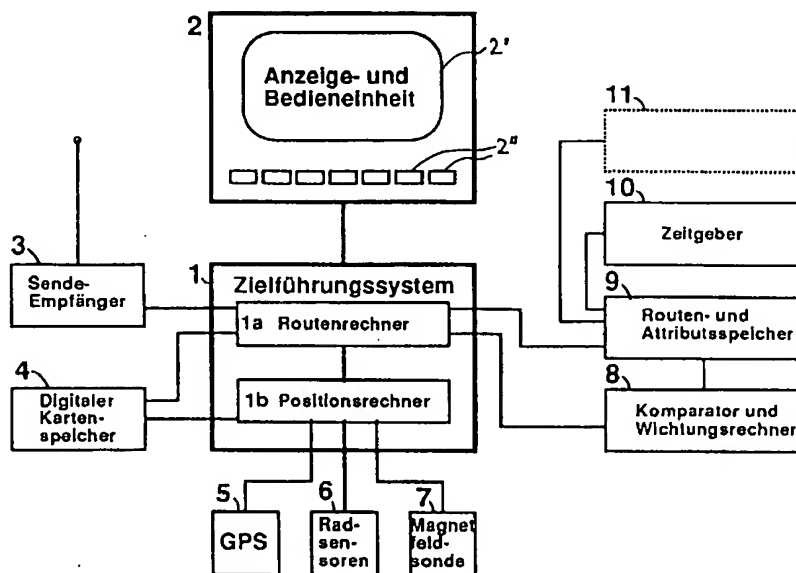 2
Anzeige- und
Bedieneinheit
2'
2"
11
10
Zeitgeber
3
Sende-
Empfänger
1
Zielführungssystem
1a Routenrechner
9
Routen- und
Attributsspeicher
4
Digitaler
Karten-
speicher
1b Positionsrechner
8
Komparator und
Wichtungsrechner
5
GPS
6
Rad-
sen-
soren
7
Magnet
feld-
sonde